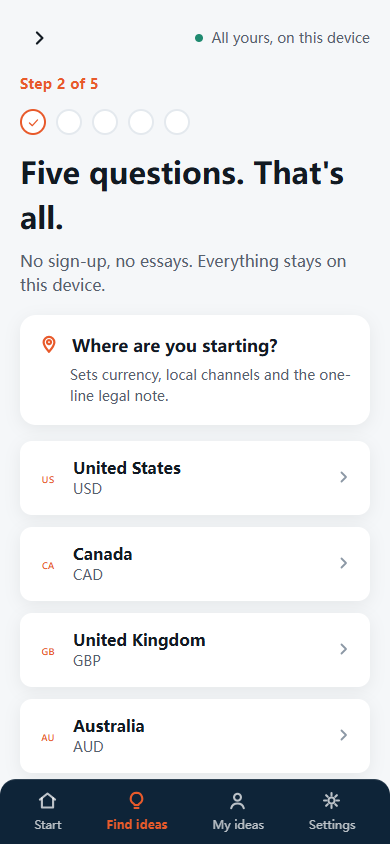 All yours, on this device
Step 2 of 5
Five questions. That's
all.
No sign-up, no essays. Everything stays on
this device.
Where are you starting?
Sets currency, local channels and the one-
line legal note.
US
United States
USD
CA
Canada
CAD
GB
United Kingdom
GBP
AU
Australia
AUD
Start
Find ideas
My ideas
Settings